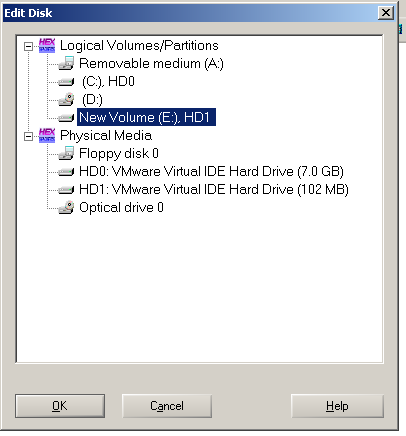 Edit Disk
Logical Volumes/Partitions
Removable medium (A:)
(C:), HD0
(D:)
New Volume (E:), HD1
Physical Media
Floppy disk 0
HD0: VMware Virtual IDE Hard Drive (7.0 GB)
HD1: VMware Virtual IDE Hard Drive (102 MB)
Optical drive 0
OK Cancel Help